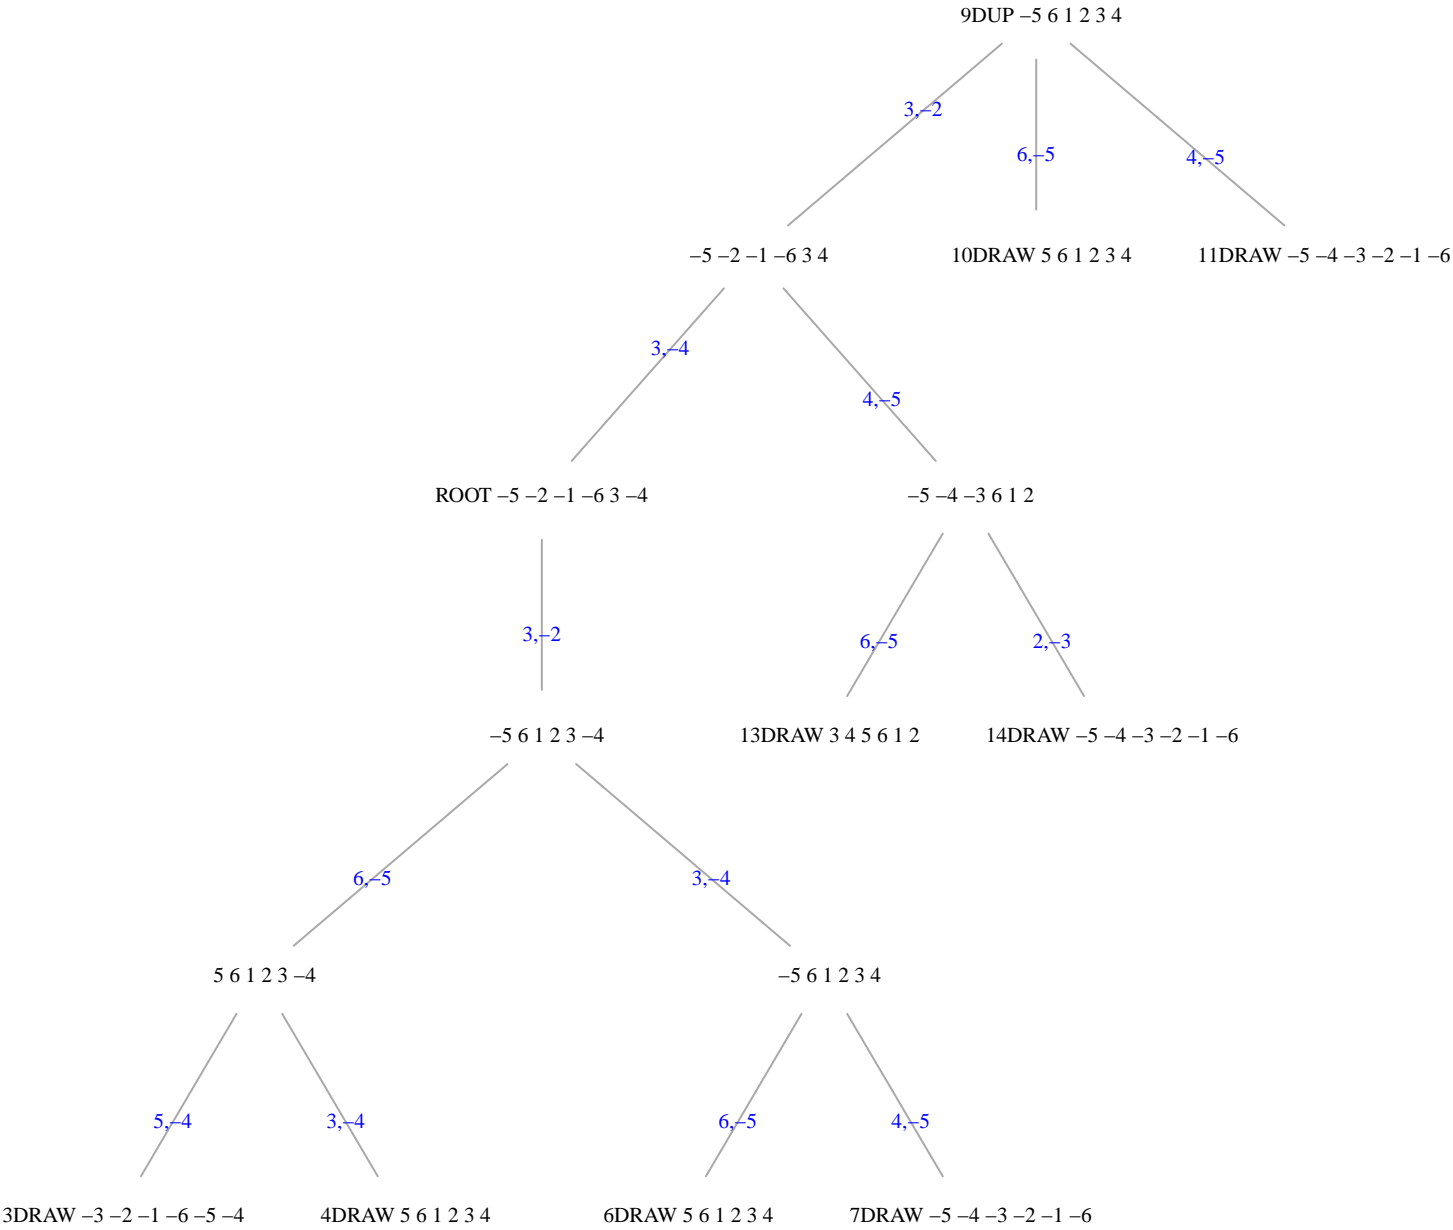 9DUP –5 6 1 2 3 4
3,–2
6,–5
4,–5
–5 –2 –1 –6 3 4
10DRAW 5 6 1 2 3 4
11DRAW –5 –4 –3 –2 –1 –6
3,–4
4,–5
ROOT –5 –2 –1 –6 3 –4
–5 –4 –3 6 1 2
3,–2
6,–5
2,–3
–5 6 1 2 3 –4
13DRAW 3 4 5 6 1 2
14DRAW –5 –4 –3 –2 –1 –6
6,–5
3,–4
5 6 1 2 3 –4
–5 6 1 2 3 4
5,–4
3,–4
6,–5
4,–5
3DRAW –3 –2 –1 –6 –5 –4
4DRAW 5 6 1 2 3 4
6DRAW 5 6 1 2 3 4
7DRAW –5 –4 –3 –2 –1 –6